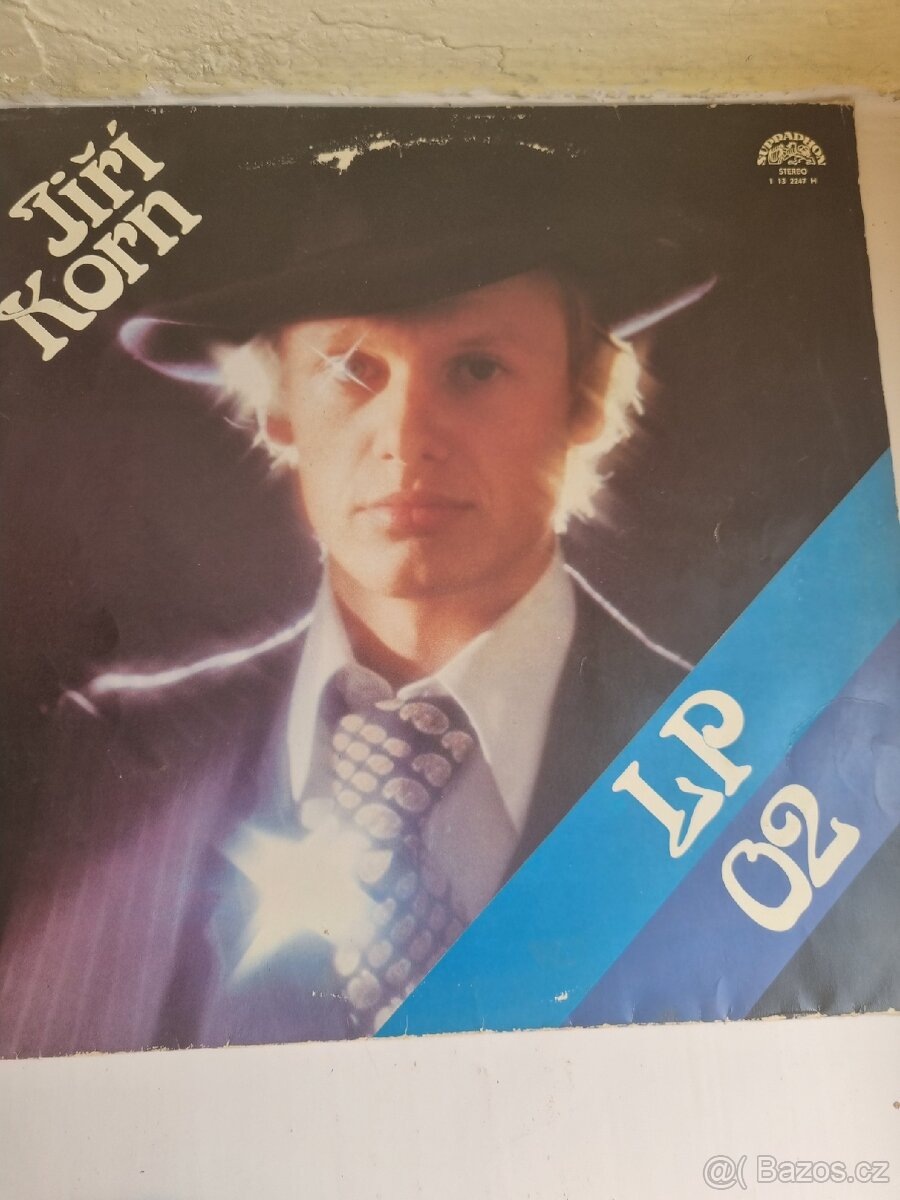 Jiří
Korn
SUPRAPHON
STEREO
1 13 2247 H
LP
02
@( Bazos.cz